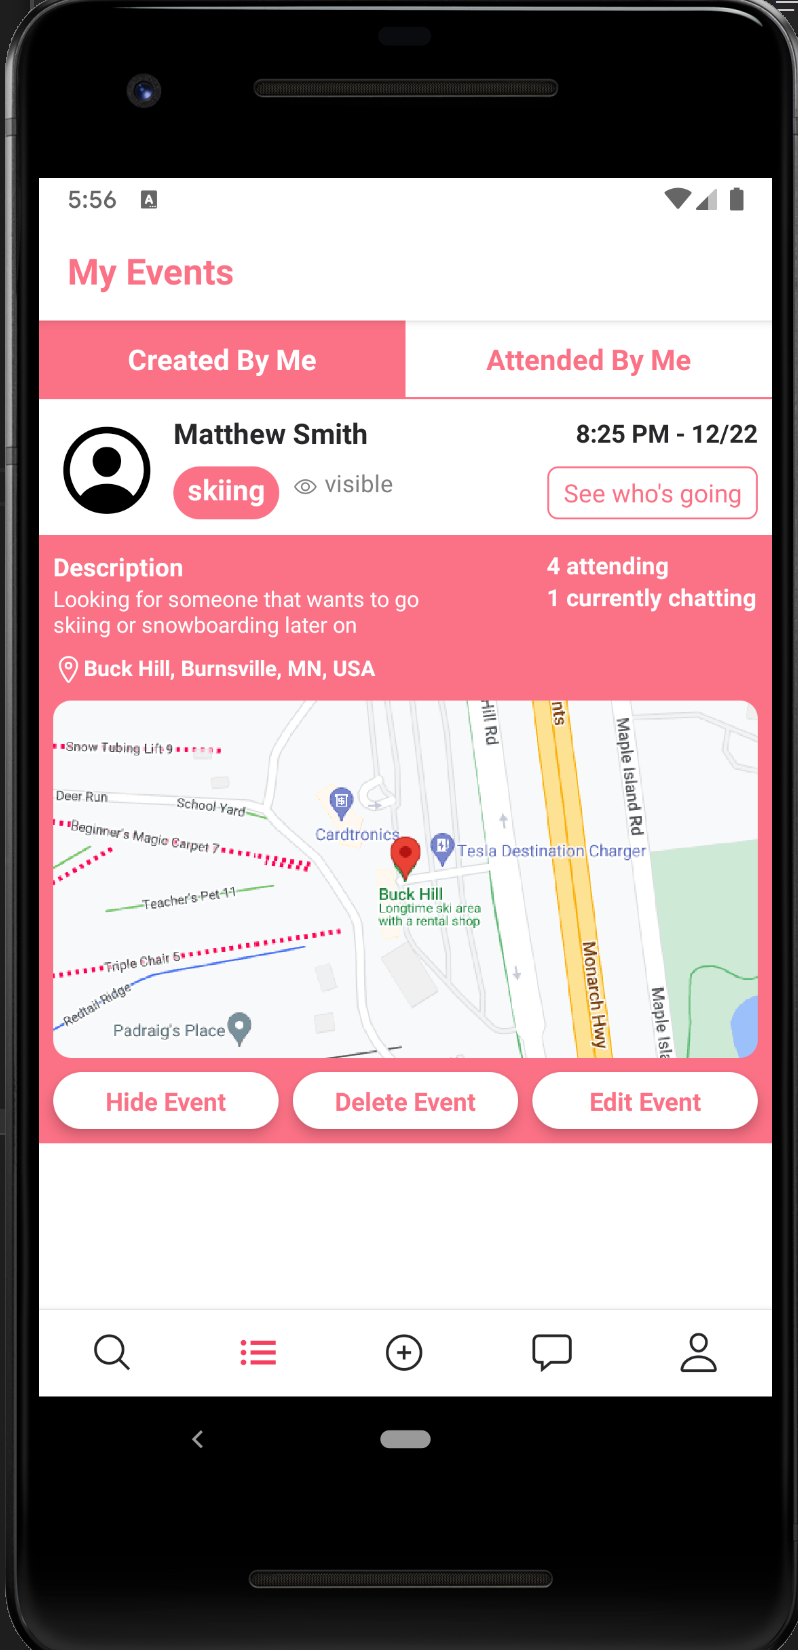 5:56
A
My Events
Created By Me
Attended By Me
Matthew Smith
8:25 PM - 12/22
skiing
visible
See who's going
Description
4 attending
Looking for someone that wants to go
1 currently chatting
skiing or snowboarding later on
Buck Hill, Burnsville, MN, USA
Hill Rd
nts
Maple Island Rd
Snow Tubing Lift 9
Deer Run
School Yard
Beginner's Magic Carpet 7
Cardtronics
Tesla Destination Charger
Buck Hill
Longtime ski area
with a rental shop
Teacher's Pet 11
Triple Chair 5
Redtail Ridge
Monarch Hwy
Maple Isla
Padraig's Place
Hide Event
Delete Event
Edit Event